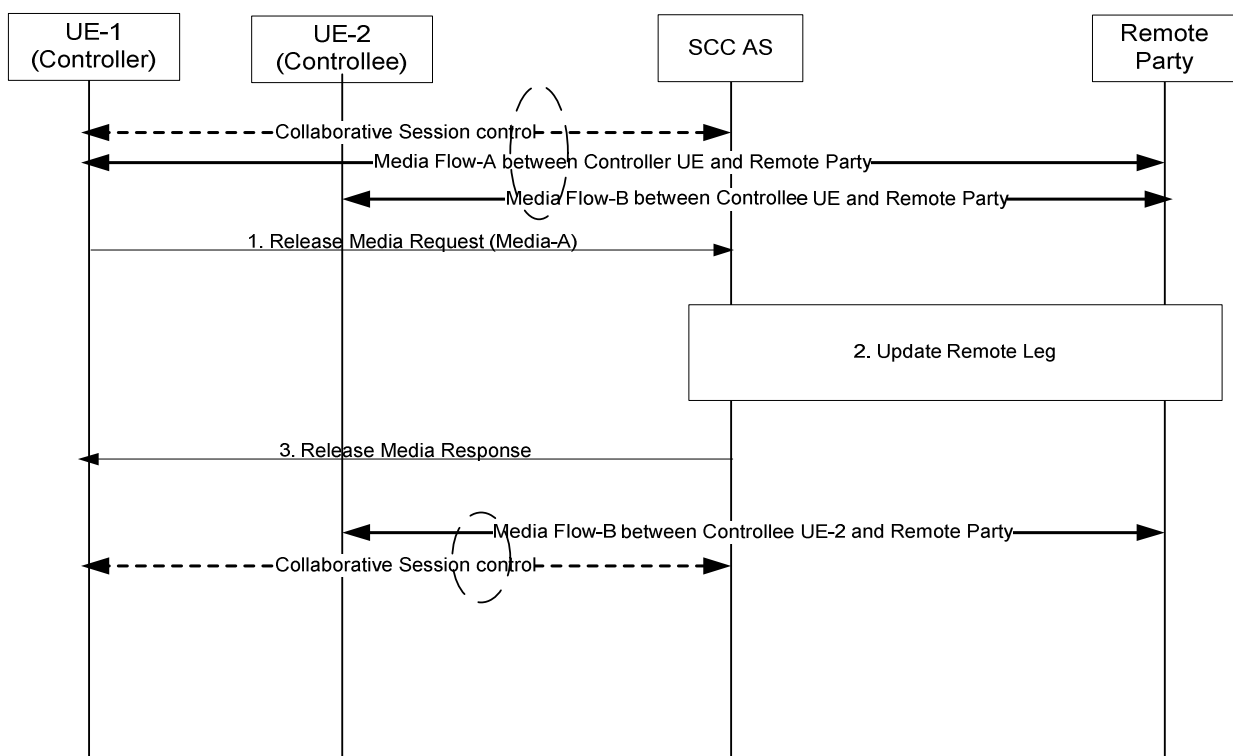 UE-1
(Controller)
UE-2
(Controllee)
SCC AS
Remote
Party
Collaborative Session control
Media Flow-A between Controller UE and Remote Party
Media Flow-B between Controllee UE and Remote Party
1. Release Media Request (Media-A)
2. Update Remote Leg
3. Release Media Response
Media Flow-B between Controllee UE-2 and Remote Party
Collaborative Session control